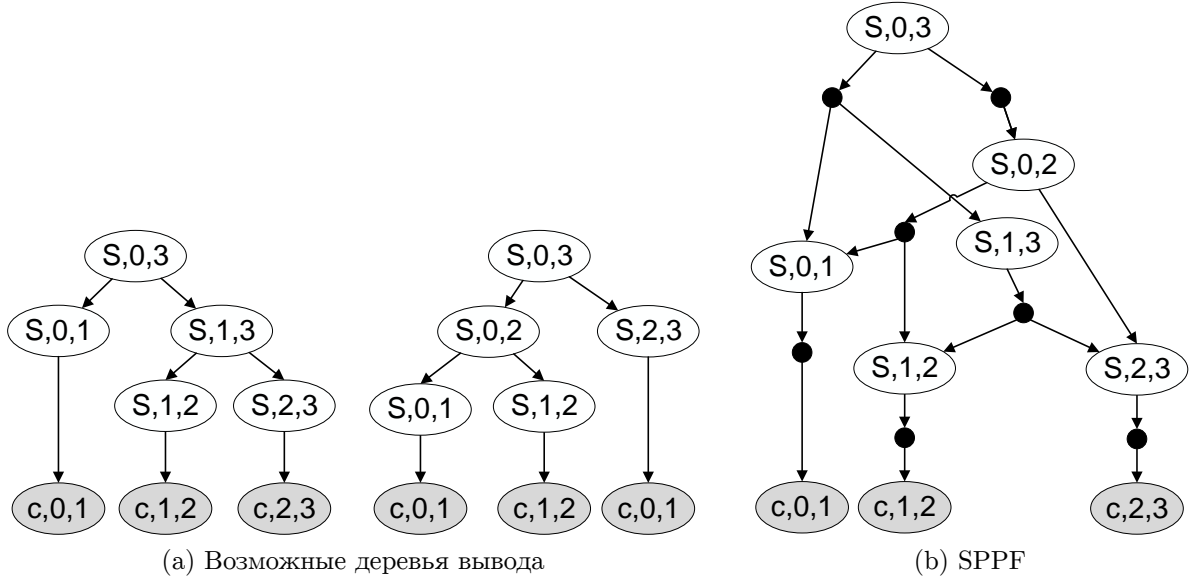 S,0,3
S,0,2
S,0,1
S,1,3
S,0,3
S,0,3
S,0,1
S,1,3
S,0,2
S,2,3
S,1,2
S,2,3
S,1,2
S,2,3
S,0,1
S,1,2
c,0,1
c,1,2
c,2,3
c,0,1
c,1,2
c,0,1
c,0,1
c,1,2
c,2,3
(a) Возможные деревья вывода
(b) SPPF